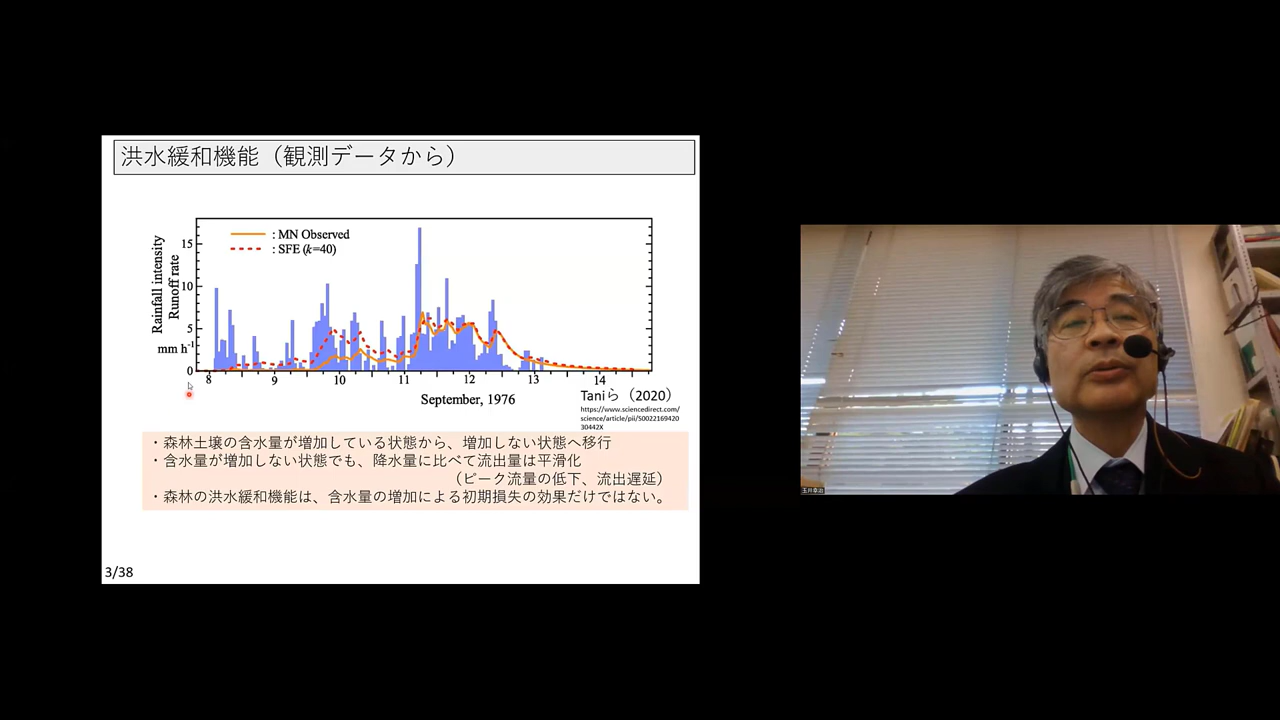 洪水緩和機能（観測データから）
: MN Observed
: SFE (k=40)
Rainfall intensity
Runoff rate
mm h-1
15
10
5
0
8 9 10 11 12 13 14
September, 1976
Taniら（2020）
https://www.sciencedirect.com/
science/article/pii/S0022169420
30442X
・森林土壌の含水量が増加している状態から、増加しない状態へ移行
・含水量が増加しない状態でも、降水量に比べて流出量は平滑化
（ピーク流量の低下、流出遅延）
・森林の洪水緩和機能は、含水量の増加による初期損失の効果だけではない。
3/38
玉井幸治